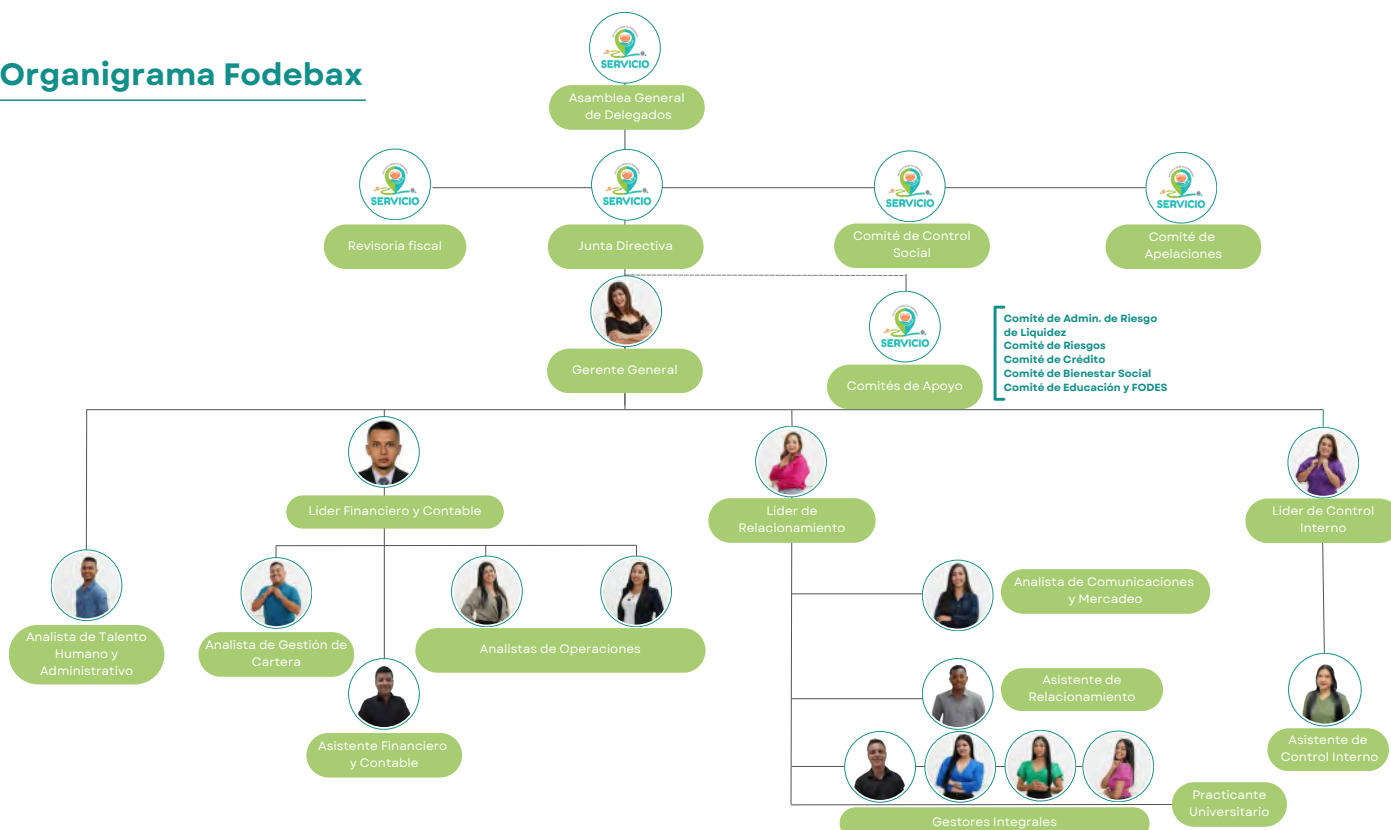 SERVICIO
Organigrama Fodebax
Asamblea General
de Delegados
SERVICIO
SERVICIO
SERVICIO
SERVICIO
Revisoría fiscal
Junta Directiva
Comité de Control
Social
Comité de
Apelaciones
SERVICIO
Comité de Admin. de Riesgo
de Liquidez
Comité de Riesgos
Comité de Crédito
Comité de Bienestar Social
Comité de Educación y FODES
Gerente General
Comités de Apoyo
Líder Financiero y Contable
Líder de
Relacionamiento
Líder de Control
Interno
Analista de Talento
Humano y
Administrativo
Analista de Gestión de
Cartera
Analistas de Operaciones
Analista de Comunicaciones
y Mercadeo
Asistente de
Relacionamiento
Asistente Financiero
y Contable
Asistente de
Control Interno
Practicante
Universitario
Gestores Integrales